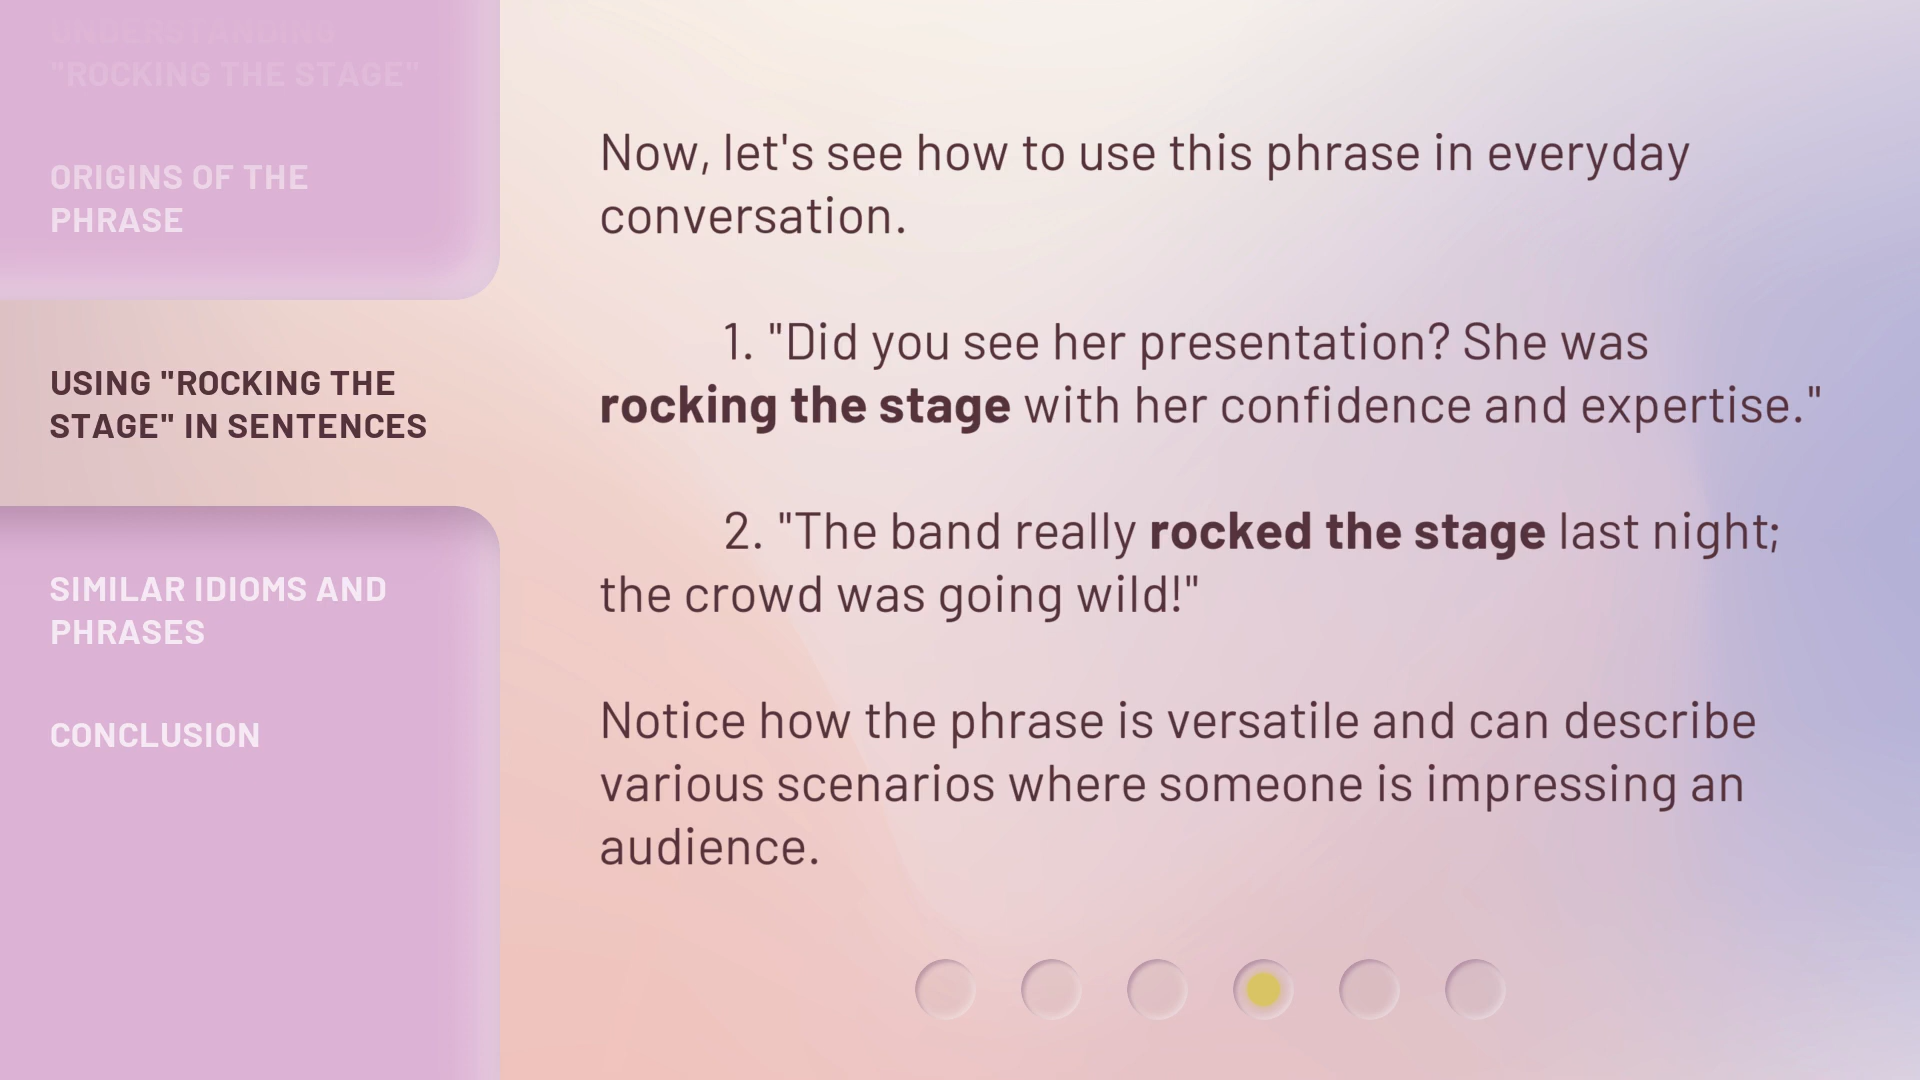 UNDERSTANDING
"ROCKING THE STAGE"
ORIGINS OF THE
PHRASE
USING "ROCKING THE
STAGE" IN SENTENCES
SIMILAR IDIOMS AND
PHRASES
CONCLUSION
Now, let's see how to use this phrase in everyday
conversation.
1. "Did you see her presentation? She was
rocking the stage with her confidence and expertise."
2. "The band really rocked the stage last night;
the crowd was going wild!"
Notice how the phrase is versatile and can describe
various scenarios where someone is impressing an
audience.